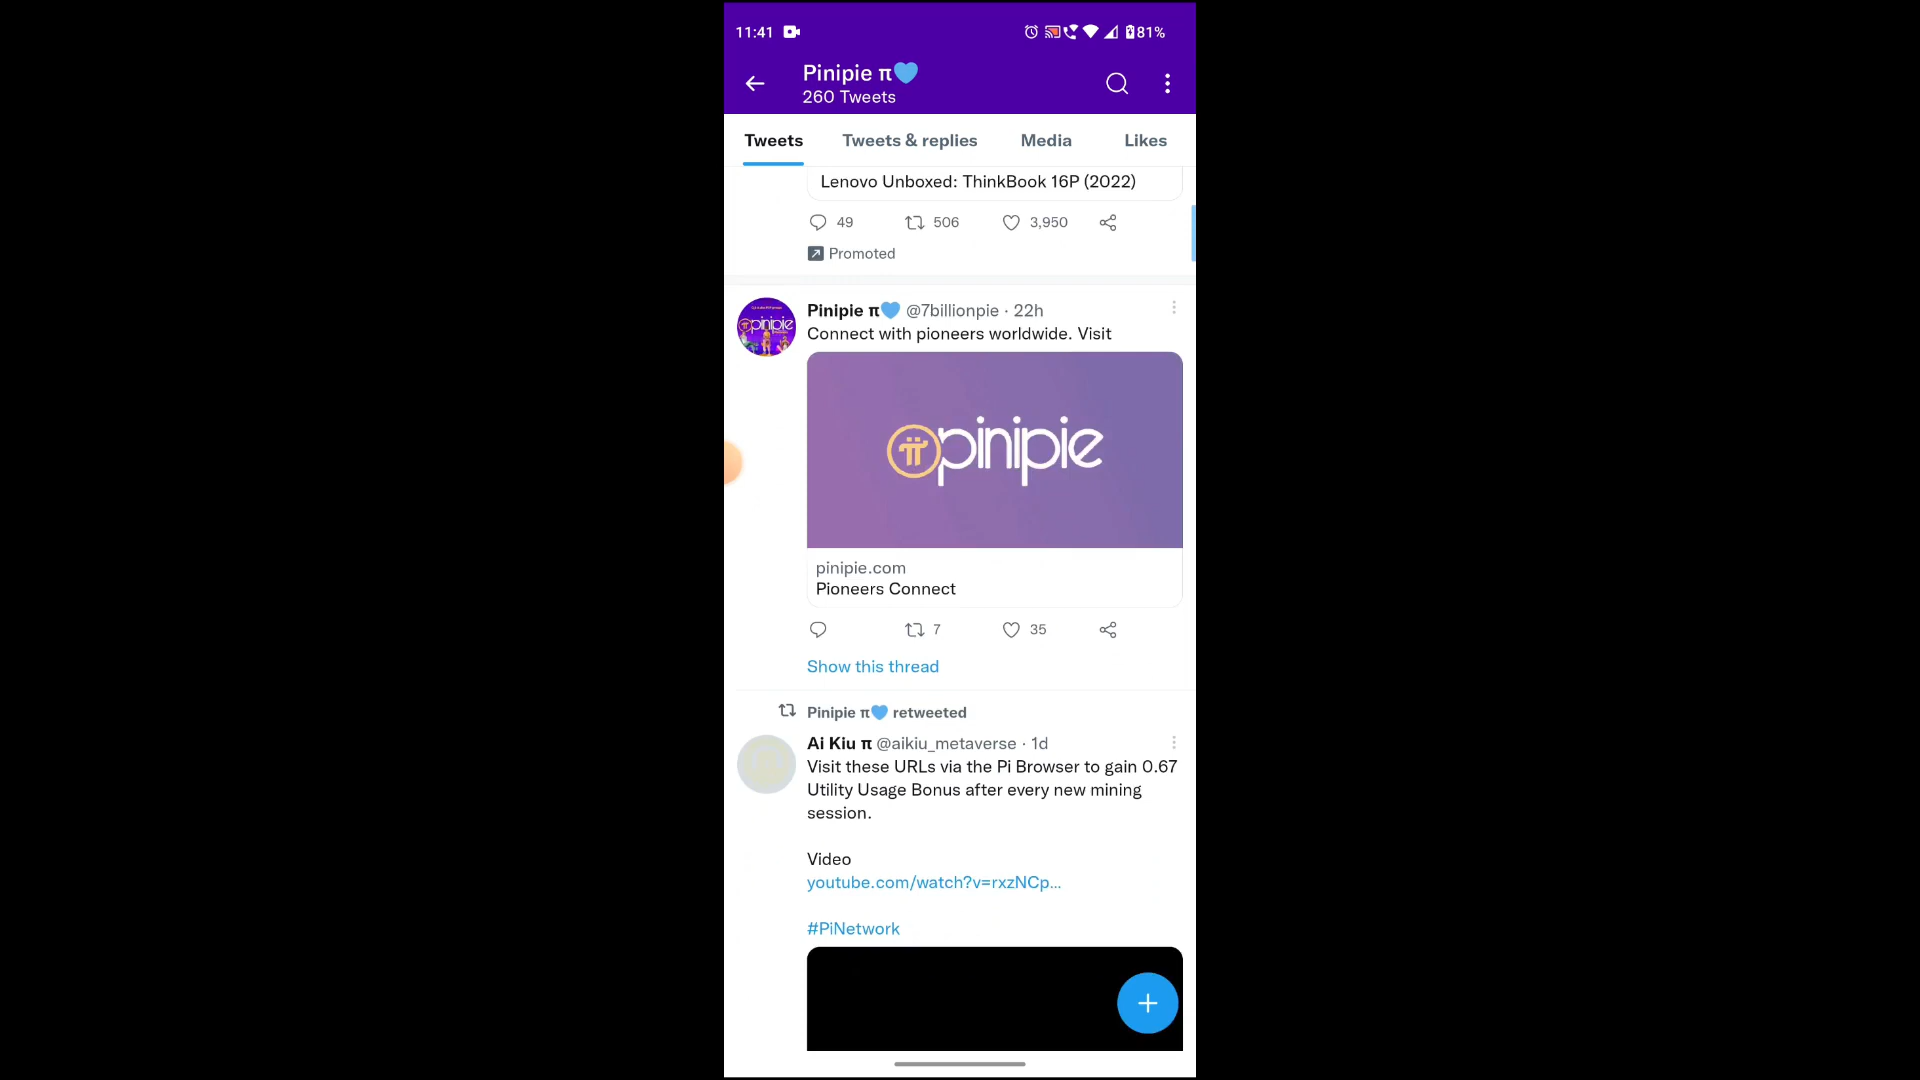 11:41
81%
Pinipie π💙
260 Tweets
Tweets
Tweets & replies
Media
Likes
Lenovo Unboxed: ThinkBook 16P (2022)
49
506
3,950
Promoted
Pinipie π💙 @7billionpie · 22h
Connect with pioneers worldwide. Visit
pinipie
pinipie
pinipie.com
Pioneers Connect
7
35
Show this thread
Pinipie π💙 retweeted
Ai Kiu π @aikiu_metaverse · 1d
Visit these URLs via the Pi Browser to gain 0.67
Utility Usage Bonus after every new mining
session.
Video
youtube.com/watch?v=rxzNCp...
#PiNetwork